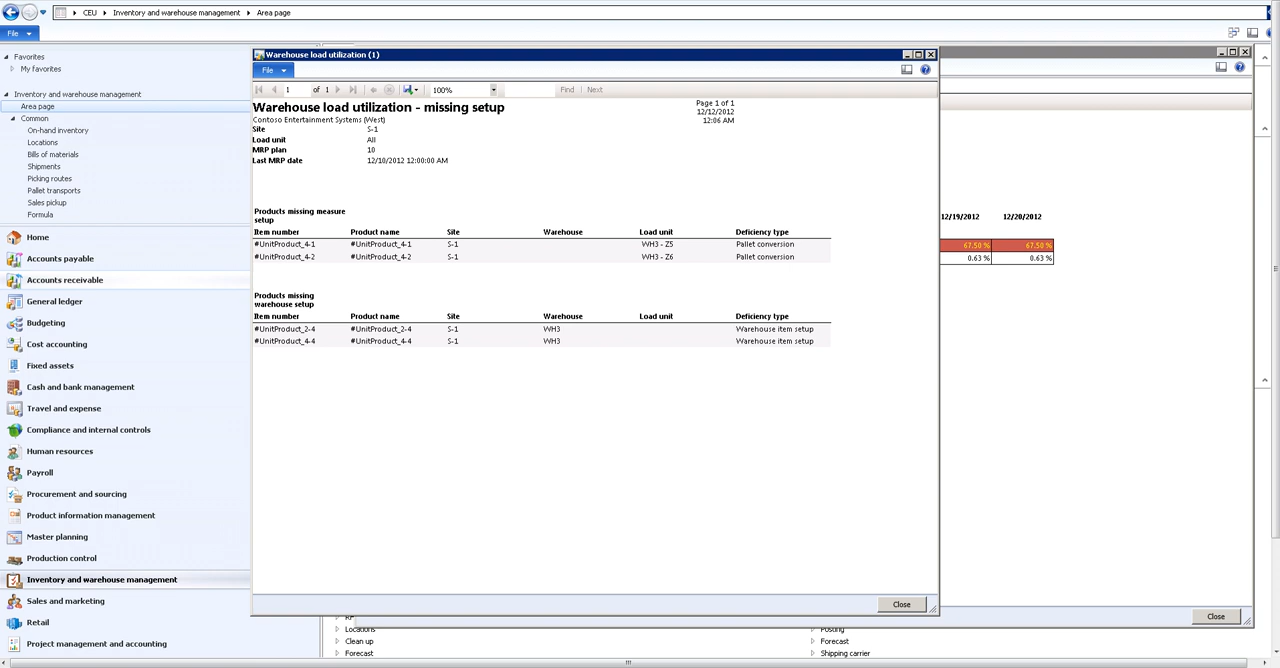 CEU Inventory and warehouse management Area page
File
Favorites
My favorites
Inventory and warehouse management
Area page
Common
On-hand inventory
Locations
Bills of materials
Shipments
Picking routes
Pallet transports
Sales pickup
Formula
Home
Accounts payable
Accounts receivable
General ledger
Budgeting
Cost accounting
Fixed assets
Cash and bank management
Travel and expense
Compliance and internal controls
Human resources
Payroll
Procurement and sourcing
Product information management
Master planning
Production control
Inventory and warehouse management
Sales and marketing
Retail
Project management and accounting
Warehouse load utilization (1)
File
1 of 1 100% Find Next
Warehouse load utilization - missing setup
Page 1 of 1
12/12/2012
12:06 AM
Contoso Entertainment Systems (West)
Site S-1
Load unit All
MRP plan 10
Last MRP date 12/10/2012 12:00:00 AM
Products missing measure
setup
Item number Product name Site Warehouse Load unit Deficiency type
#UnitProduct_4-1 #UnitProduct_4-1 S-1 WH3 - Z5 Pallet conversion
#UnitProduct_4-2 #UnitProduct_4-2 S-1 WH3 - Z6 Pallet conversion
Products missing
warehouse setup
Item number Product name Site Warehouse Load unit Deficiency type
#UnitProduct_2-4 #UnitProduct_2-4 S-1 WH3 Warehouse item setup
#UnitProduct_4-4 #UnitProduct_4-4 S-1 WH3 Warehouse item setup
Close
12/19/2012 12/20/2012
67.50 % 67.50 %
0.63 % 0.63 %
Close
Locations
Clean up
Forecast
Posting
Forecast
Shipping carrier